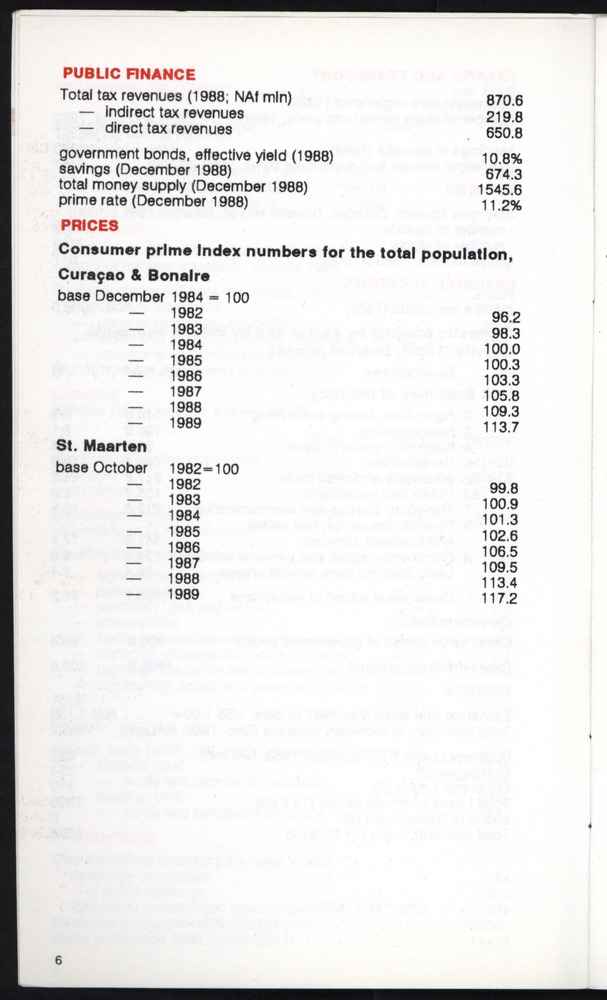 PUBLIC FINANCE
Total tax revenues (1988; NAf mln) 870.6
— indirect tax revenues 219.8
— direct tax revenues 650.8
government bonds, effective yield (1988) 10.8%
savings (December 1988) 674.3
total money supply (December 1988) 1545.6
prime rate (December 1988) 11.2%
PRICES
Consumer prime Index numbers for the total population,
Curaçao & Bonaire
base December 1984 = 100
— 1982 96.2
— 1983 98.3
— 1984 100.0
— 1985 100.3
— 1986 103.3
— 1987 105.8
— 1988 109.3
— 1989 113.7
St. Maarten
base October 1982=100
— 1982 99.8
— 1983 100.9
— 1984 101.3
— 1985 102.6
— 1986 106.5
— 1987 109.5
— 1988 113.4
— 1989 117.2
6